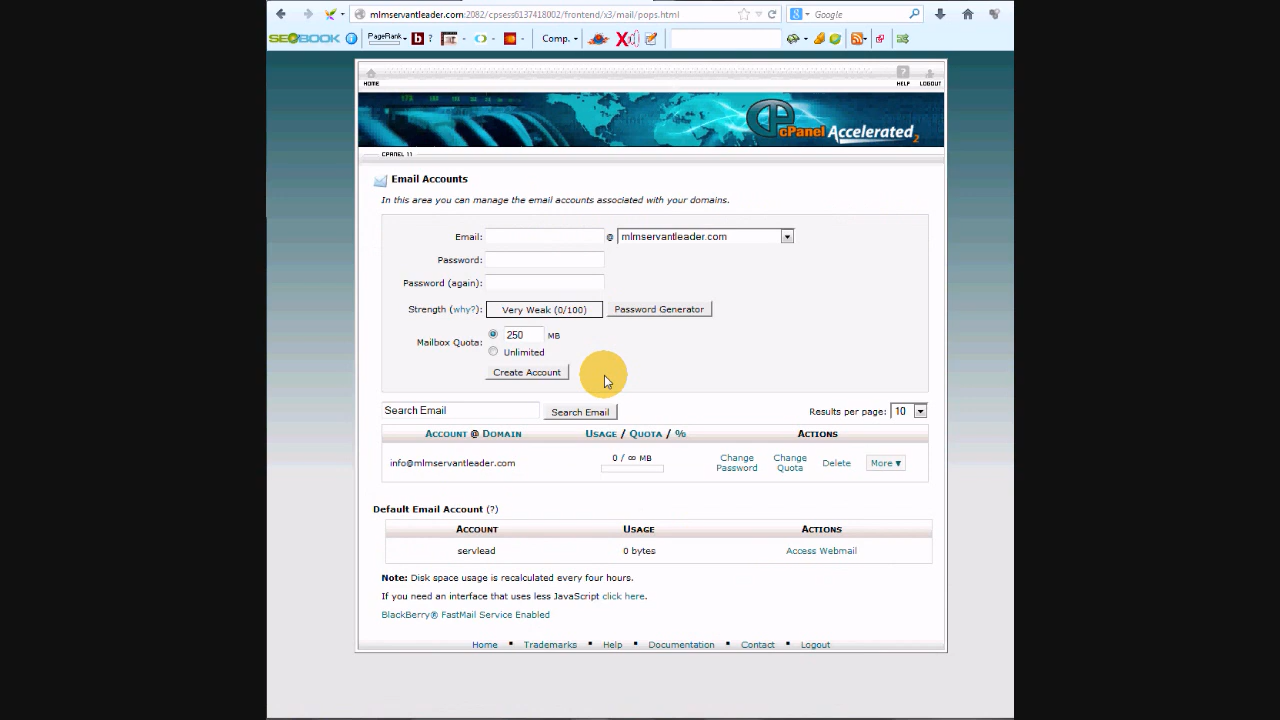 mlmservantleader.com:2082/cpsess6137418002/frontend/x3/mail/pops.html
Google
SEOBOOK
PageRank
b ?
Comp.
HOME
HELP
LOGOUT
cPanel Accelerated 2
CPANEL 11
Email Accounts
In this area you can manage the email accounts associated with your domains.
Email:
@ mlmservantleader.com
Password:
Password (again):
Strength (why?):
Very Weak (0/100)
Password Generator
Mailbox Quota:
250 MB
Unlimited
Create Account
Search Email
Search Email
Results per page: 10
ACCOUNT @ DOMAIN
USAGE / QUOTA / %
ACTIONS
info@mlmservantleader.com
0 / ∞ MB
Change Password
Change Quota
Delete
More ▼
Default Email Account (?)
ACCOUNT
USAGE
ACTIONS
servlead
0 bytes
Access Webmail
Note: Disk space usage is recalculated every four hours.
If you need an interface that uses less JavaScript click here.
BlackBerry® FastMail Service Enabled
Home ▪ Trademarks ▪ Help ▪ Documentation ▪ Contact ▪ Logout